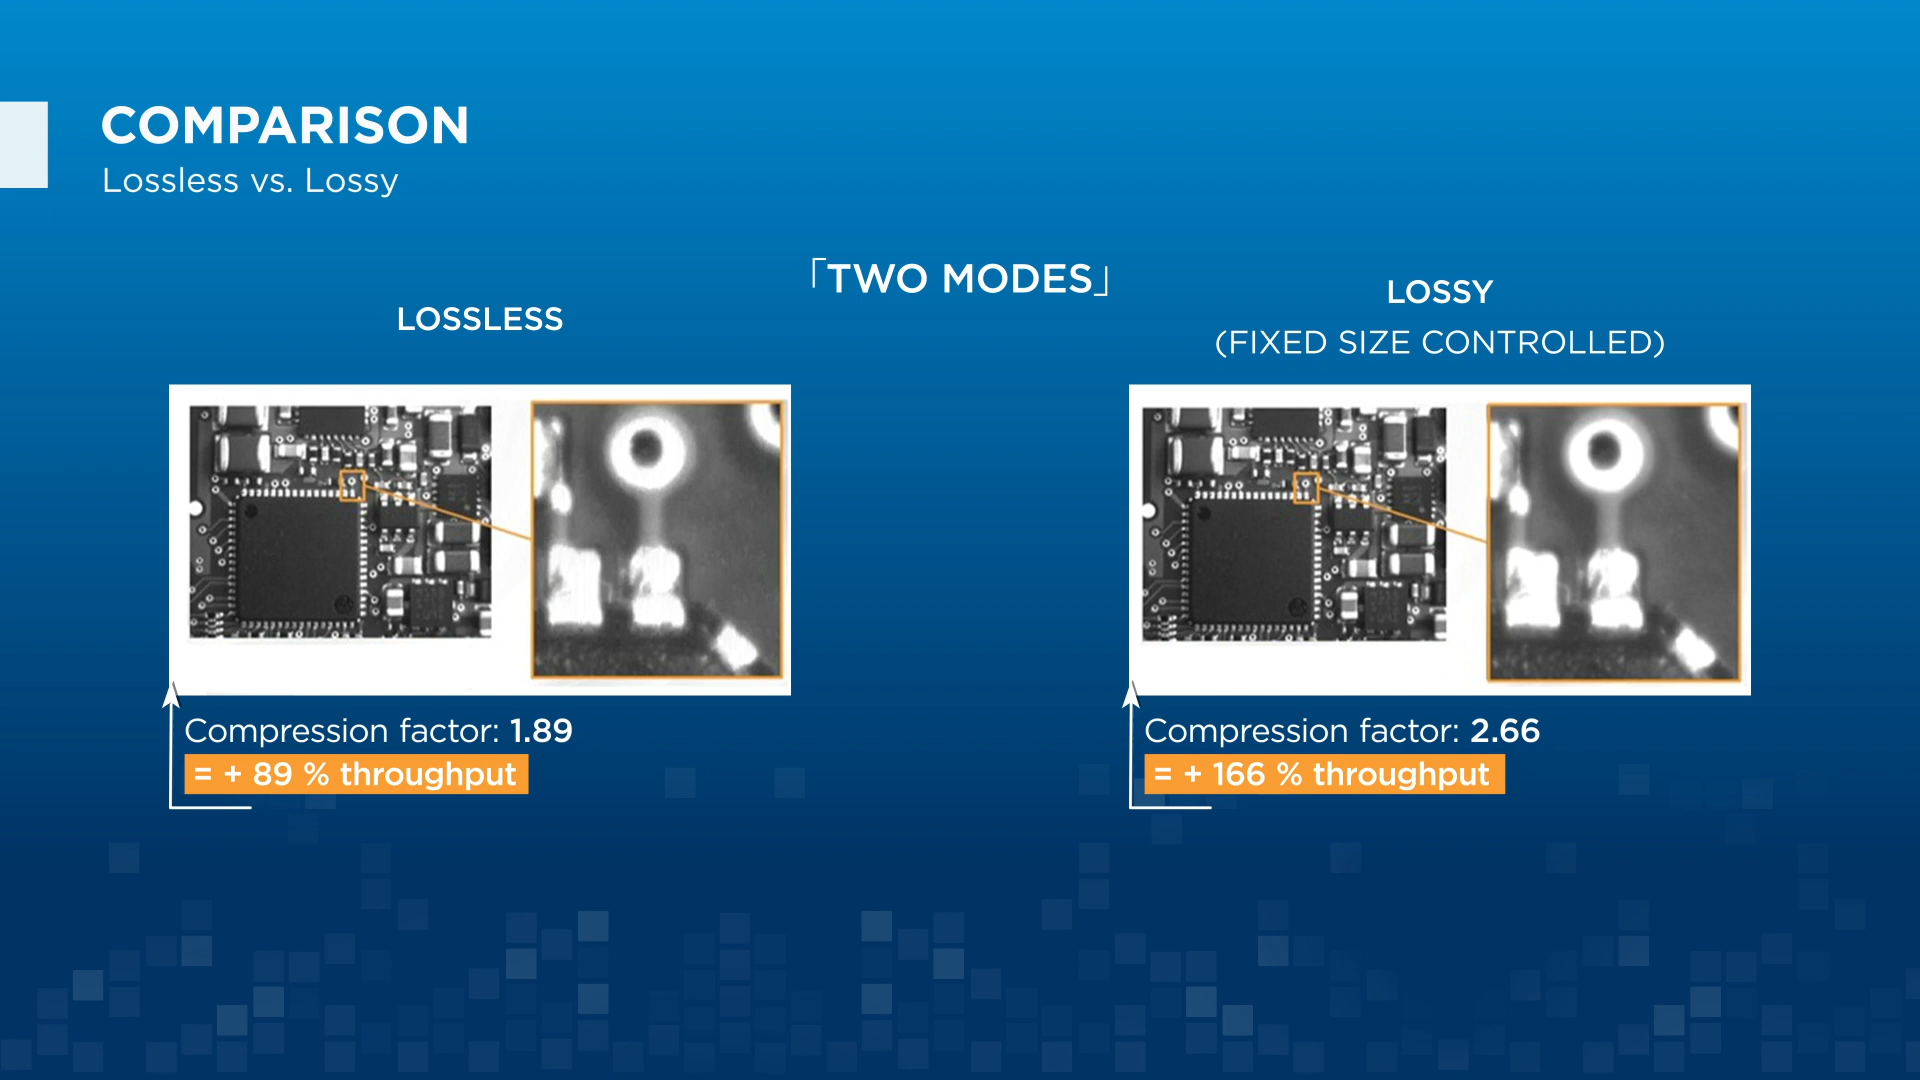 COMPARISON
Lossless vs. Lossy
「TWO MODES」
LOSSLESS
Compression factor: 1.89
= + 89 % throughput
LOSSY
(FIXED SIZE CONTROLLED)
Compression factor: 2.66
= + 166 % throughput